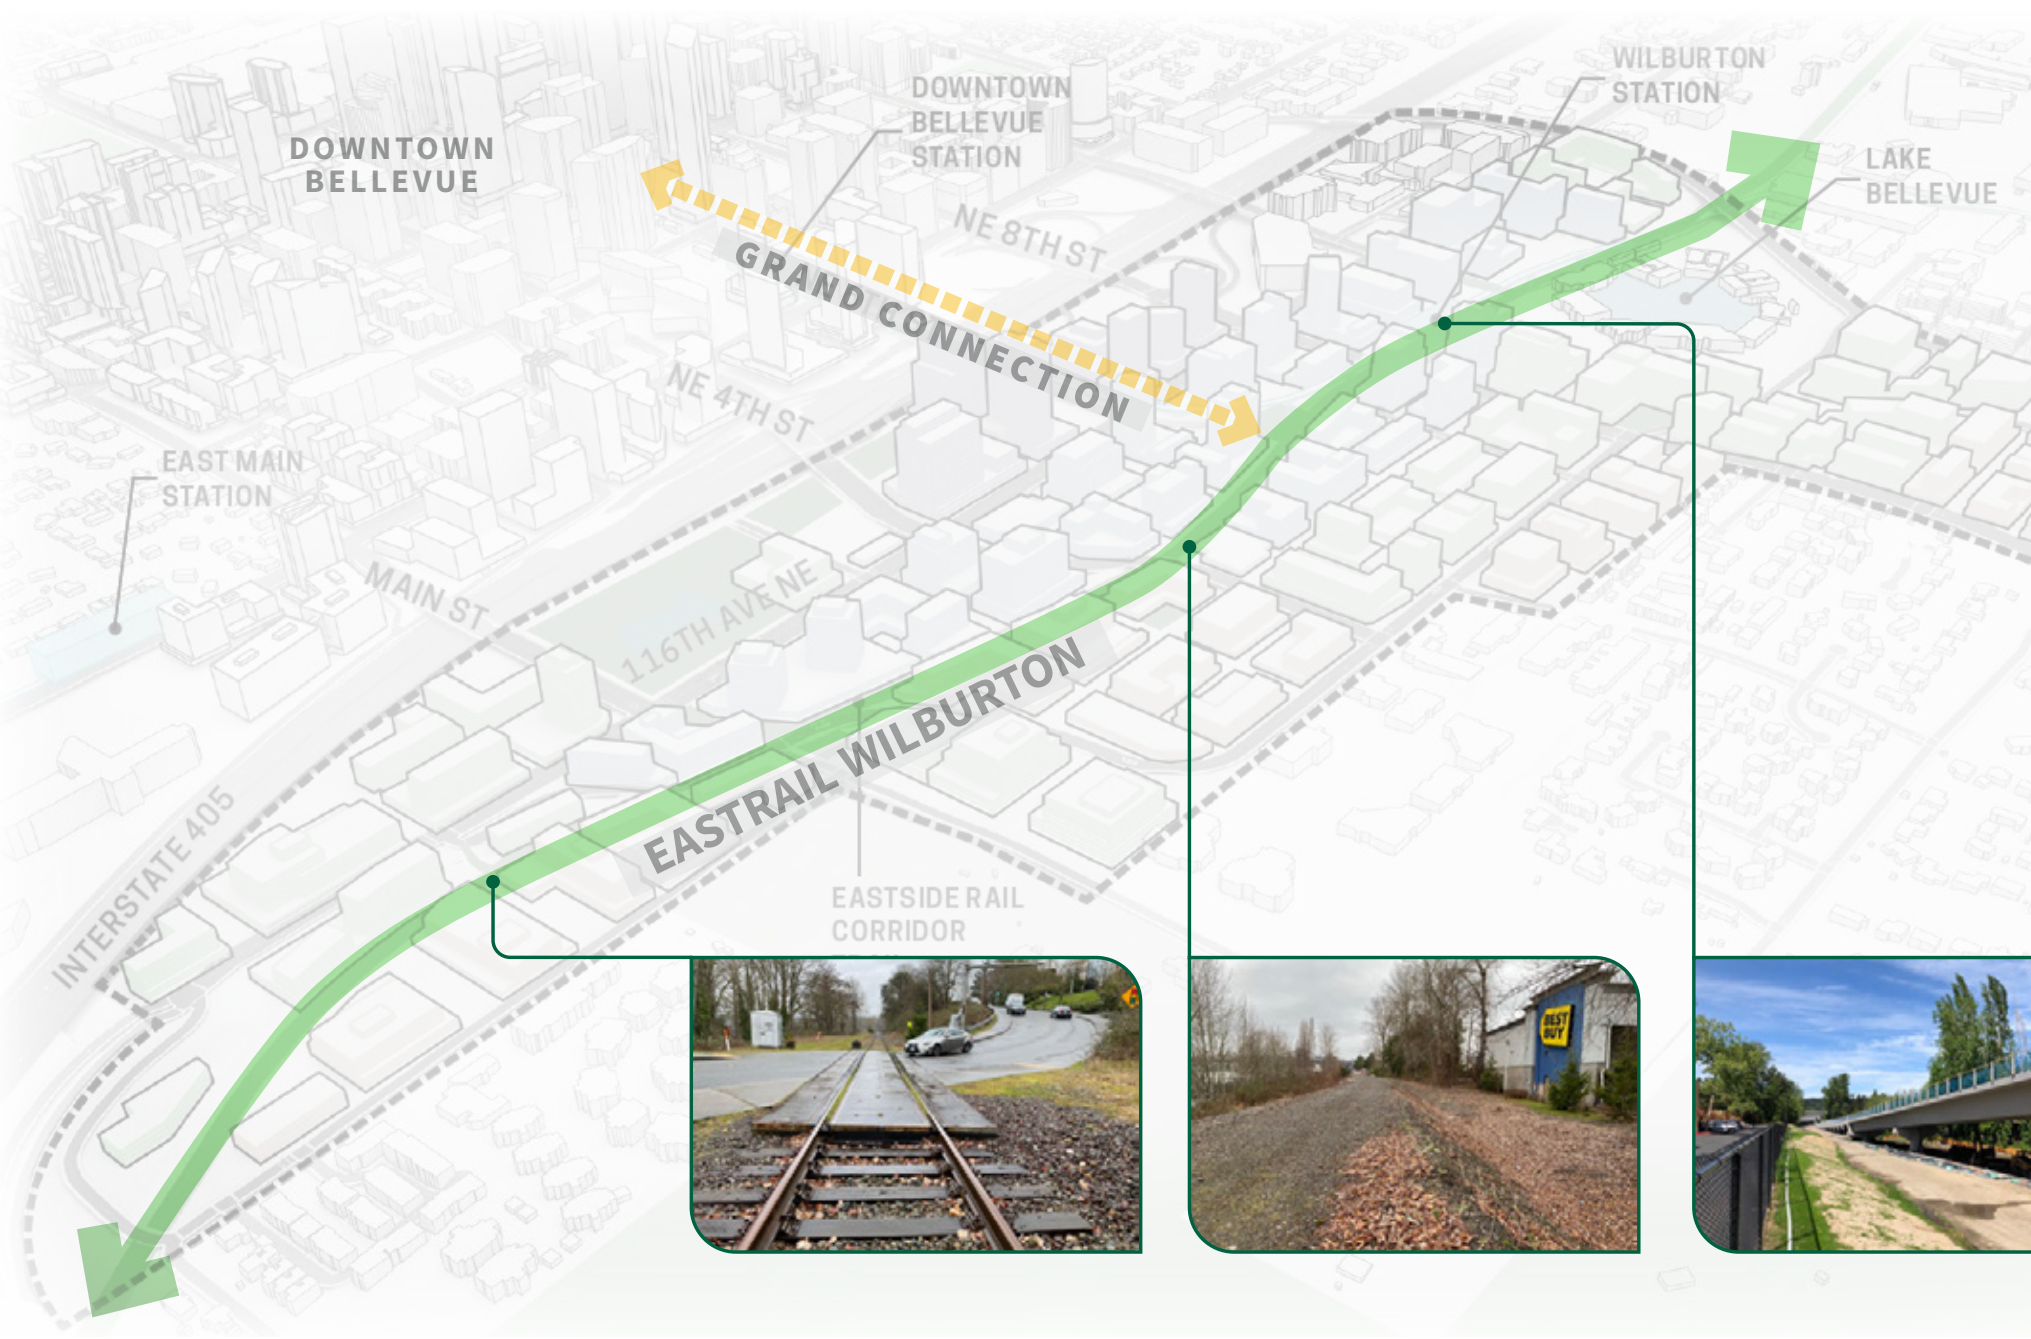 DOWNTOWN
BELLEVUE
DOWNTOWN
BELLEVUE
STATION
WILBURTON
STATION
LAKE
BELLEVUE
NE 8TH ST
GRAND CONNECTION
NE 4TH ST
EAST MAIN
STATION
MAIN ST
116TH AVE NE
EASTRAIL WILBURTON
INTERSTATE 405
EASTSIDE RAIL
CORRIDOR
BEST
BUY